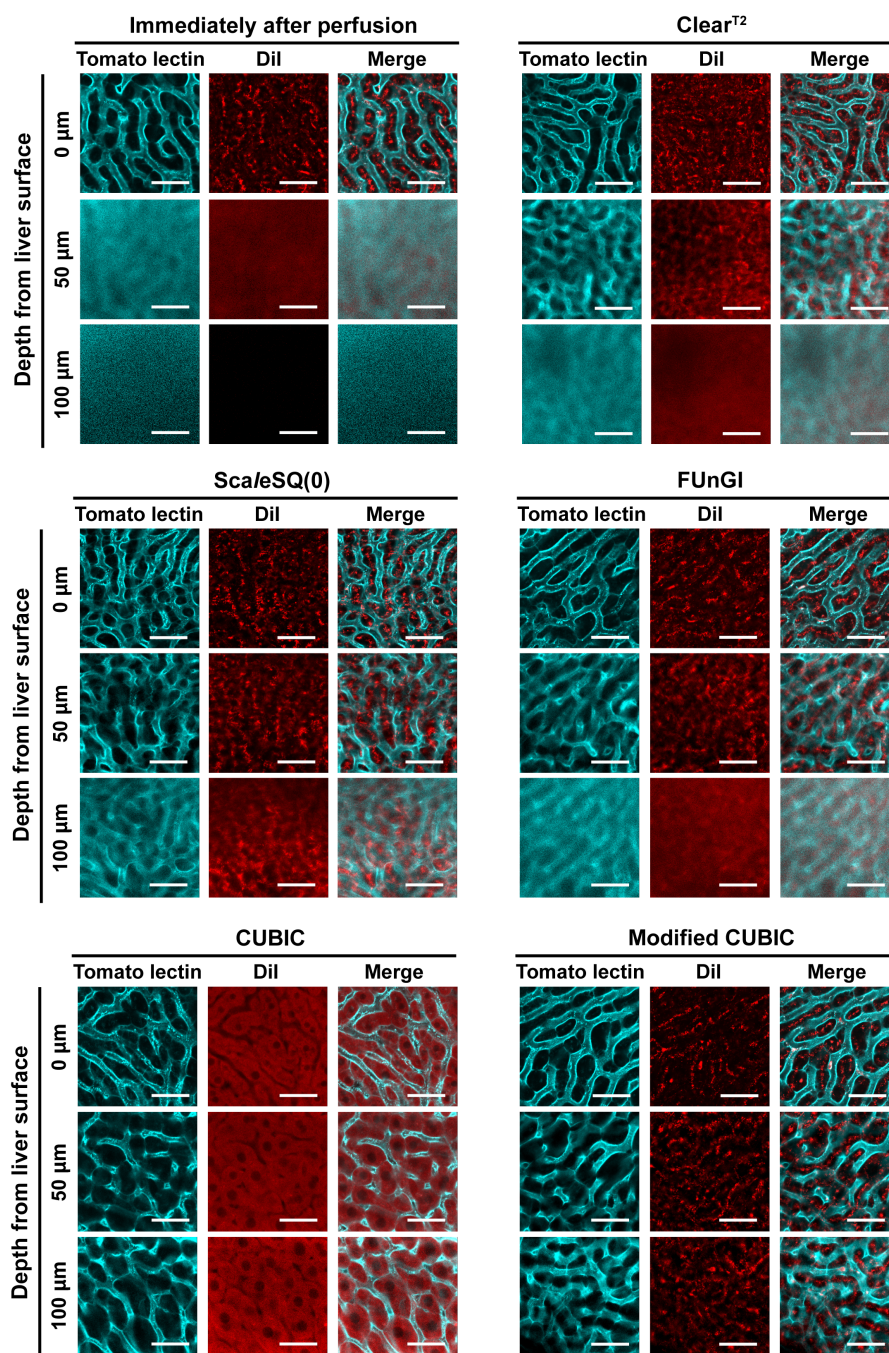 Immediately after perfusion
Tomato lectin DiI Merge
Depth from liver surface
0 µm
50 µm
100 µm
Clear^T2
Tomato lectin DiI Merge
ScaleSQ(0)
Tomato lectin DiI Merge
Depth from liver surface
0 µm
50 µm
100 µm
FUnGI
Tomato lectin DiI Merge
CUBIC
Tomato lectin DiI Merge
Depth from liver surface
0 µm
50 µm
100 µm
Modified CUBIC
Tomato lectin DiI Merge